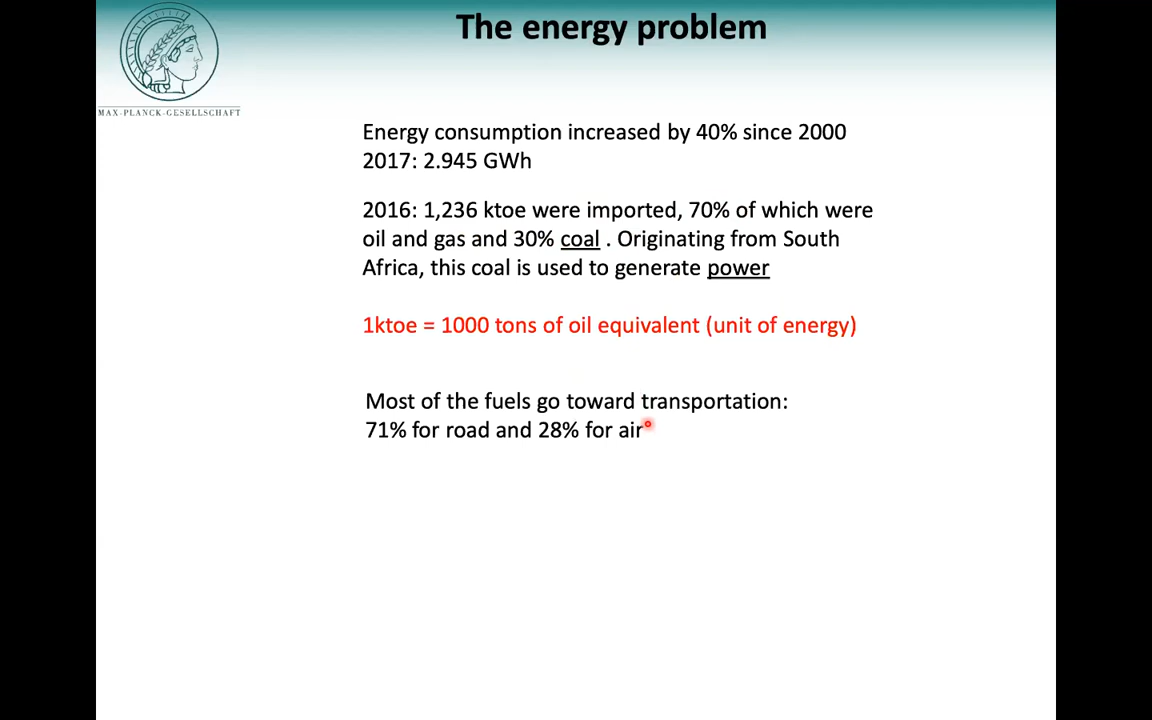 The energy problem
MAX-PLANCK-GESELLSCHAFT
Energy consumption increased by 40% since 2000
2017: 2.945 GWh
2016: 1,236 ktoe were imported, 70% of which were
oil and gas and 30% coal . Originating from South
Africa, this coal is used to generate power
1ktoe = 1000 tons of oil equivalent (unit of energy)
Most of the fuels go toward transportation:
71% for road and 28% for air